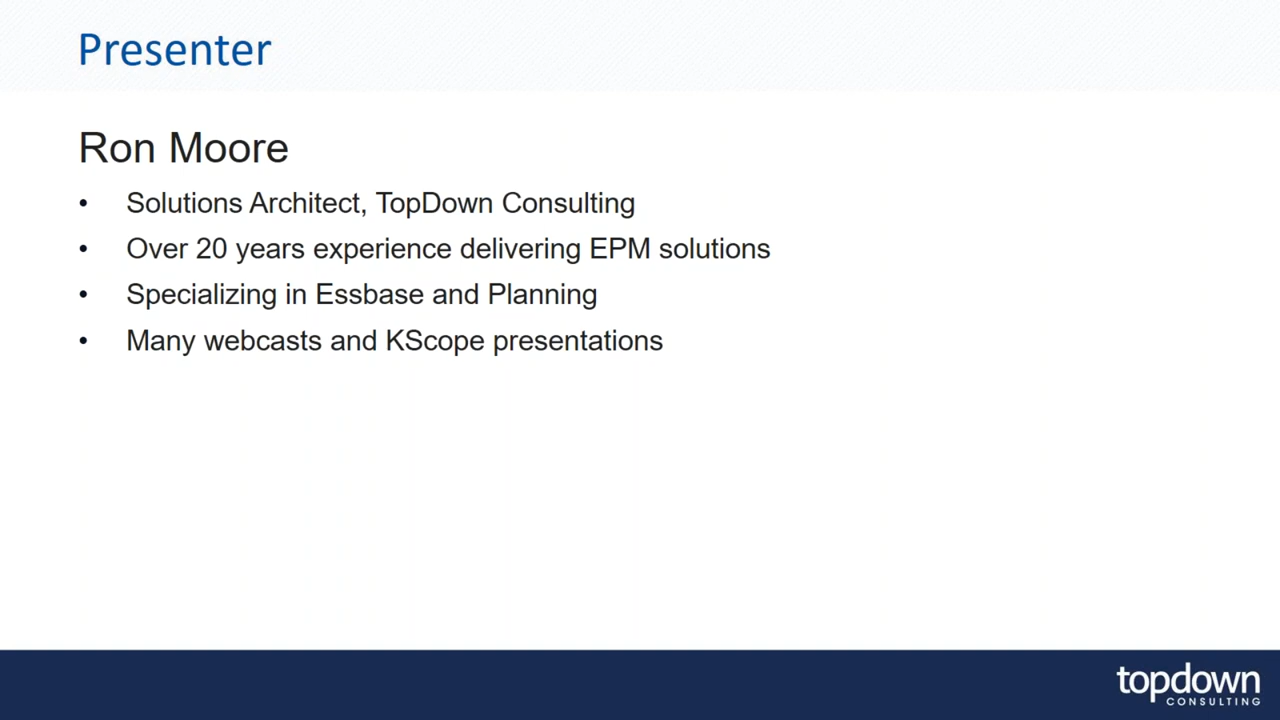 Presenter
Ron Moore
• Solutions Architect, TopDown Consulting
• Over 20 years experience delivering EPM solutions
• Specializing in Essbase and Planning
• Many webcasts and KScope presentations
topdown
CONSULTING